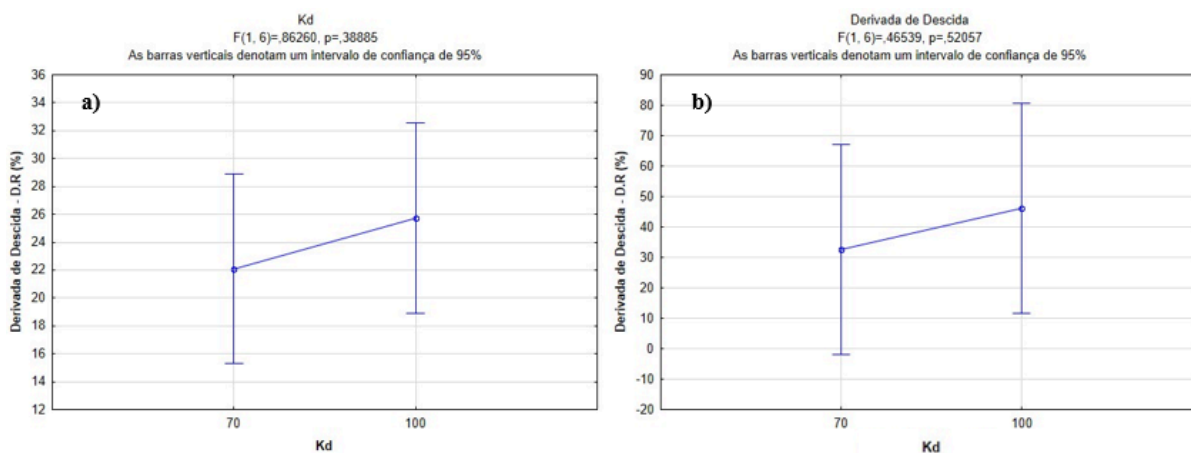 Kd
F(1, 6)=,86260, p=,38885
As barras verticais denotam um intervalo de confiança de 95%
a)
36
34
32
30
28
26
24
22
20
18
16
14
12
Derivada de Descida - D.R (%)
70
100
Kd
Derivada de Descida
F(1, 6)=,46539, p=,52057
As barras verticais denotam um intervalo de confiança de 95%
b)
90
80
70
60
50
40
30
20
10
0
-10
-20
Derivada de Descida - D.R (%)
70
100
Kd